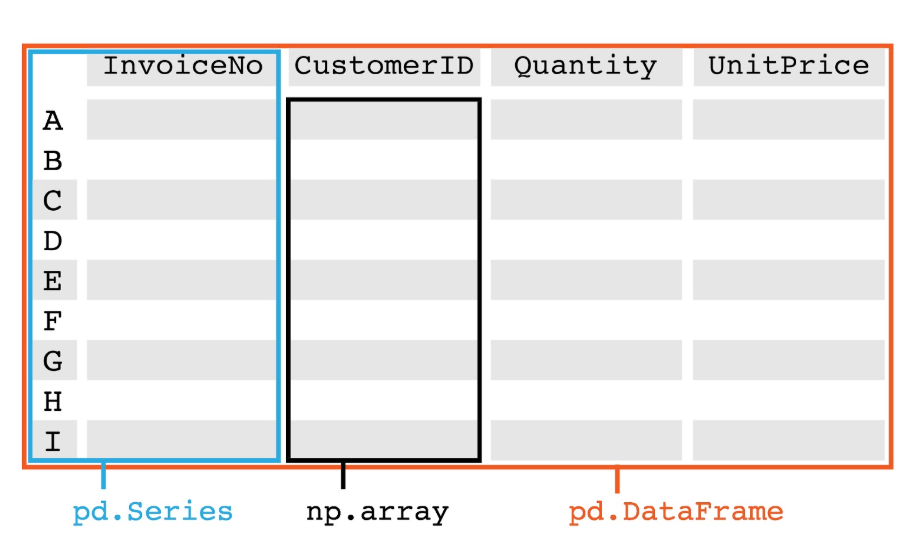 InvoiceNo CustomerID Quantity UnitPrice
A
B
C
D
E
F
G
H
I
pd.Series np.array pd.DataFrame